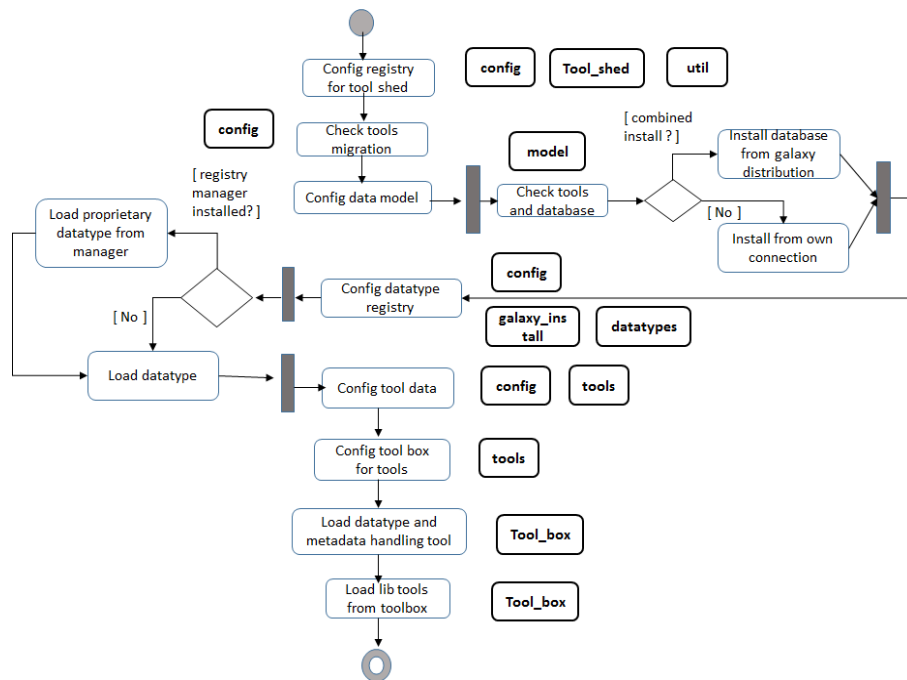 Config registry
for tool shed
config
Tool_shed
util
config
Check tools
migration
[ combined
install ? ]
Install database
from galaxy
distribution
model
[ registry
manager
installed? ]
Config data model
Check tools
and database
[ No ]
Load proprietary
datatype from
manager
Install from own
connection
config
Config datatype
registry
[ No ]
galaxy_ins
tall
datatypes
Load datatype
Config tool data
config
tools
Config tool box
for tools
tools
Load datatype and
metadata handling tool
Tool_box
Load lib tools
from toolbox
Tool_box